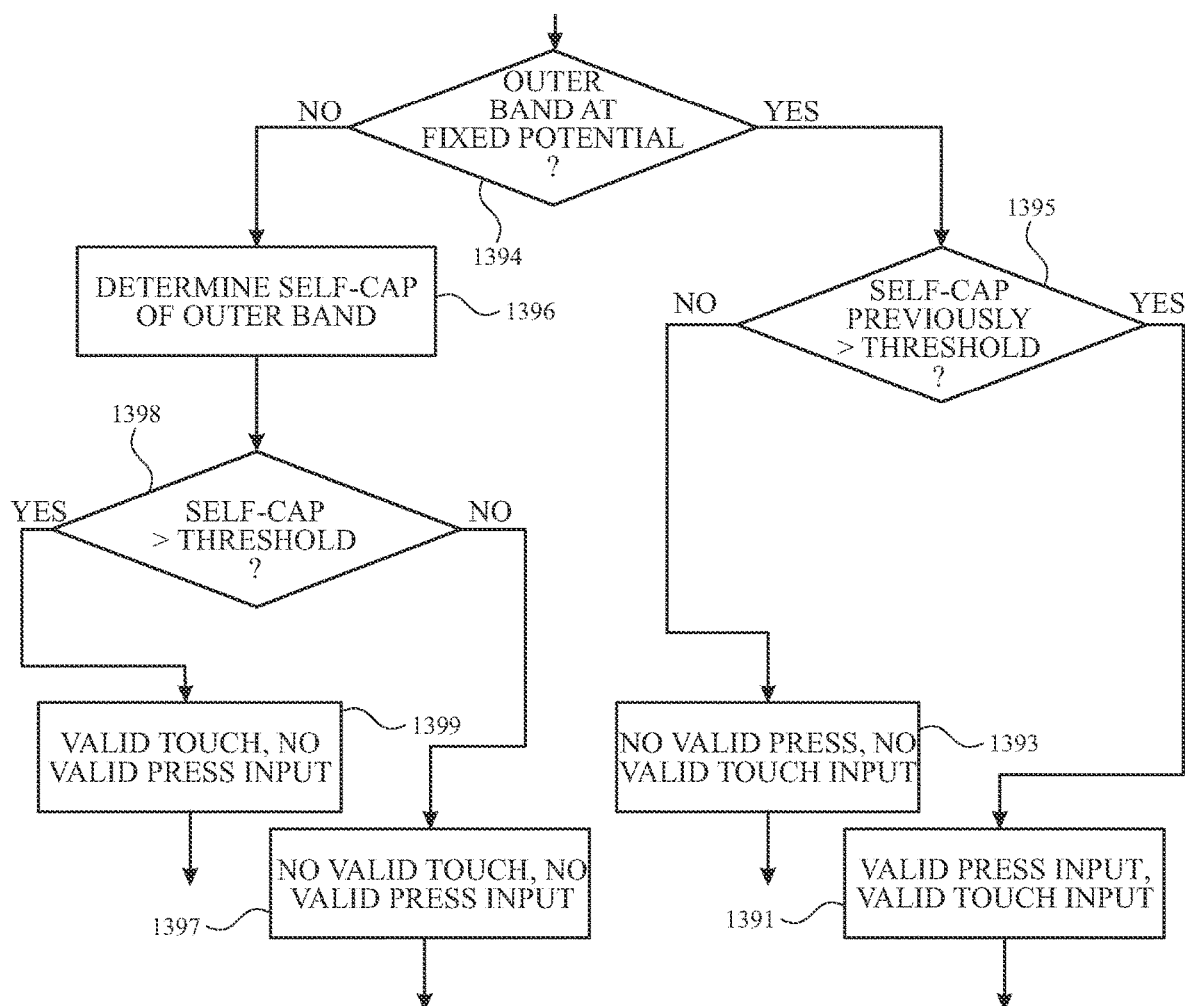 OUTER
BAND AT
FIXED POTENTIAL
?
NO
YES
1394
1395
DETERMINE SELF-CAP
OF OUTER BAND
1396
SELF-CAP
PREVIOUSLY
> THRESHOLD
?
NO
YES
1398
SELF-CAP
> THRESHOLD
?
YES
NO
VALID TOUCH, NO
VALID PRESS INPUT
1399
NO VALID PRESS, NO
VALID TOUCH INPUT
1393
NO VALID TOUCH, NO
VALID PRESS INPUT
1397
VALID PRESS INPUT,
VALID TOUCH INPUT
1391